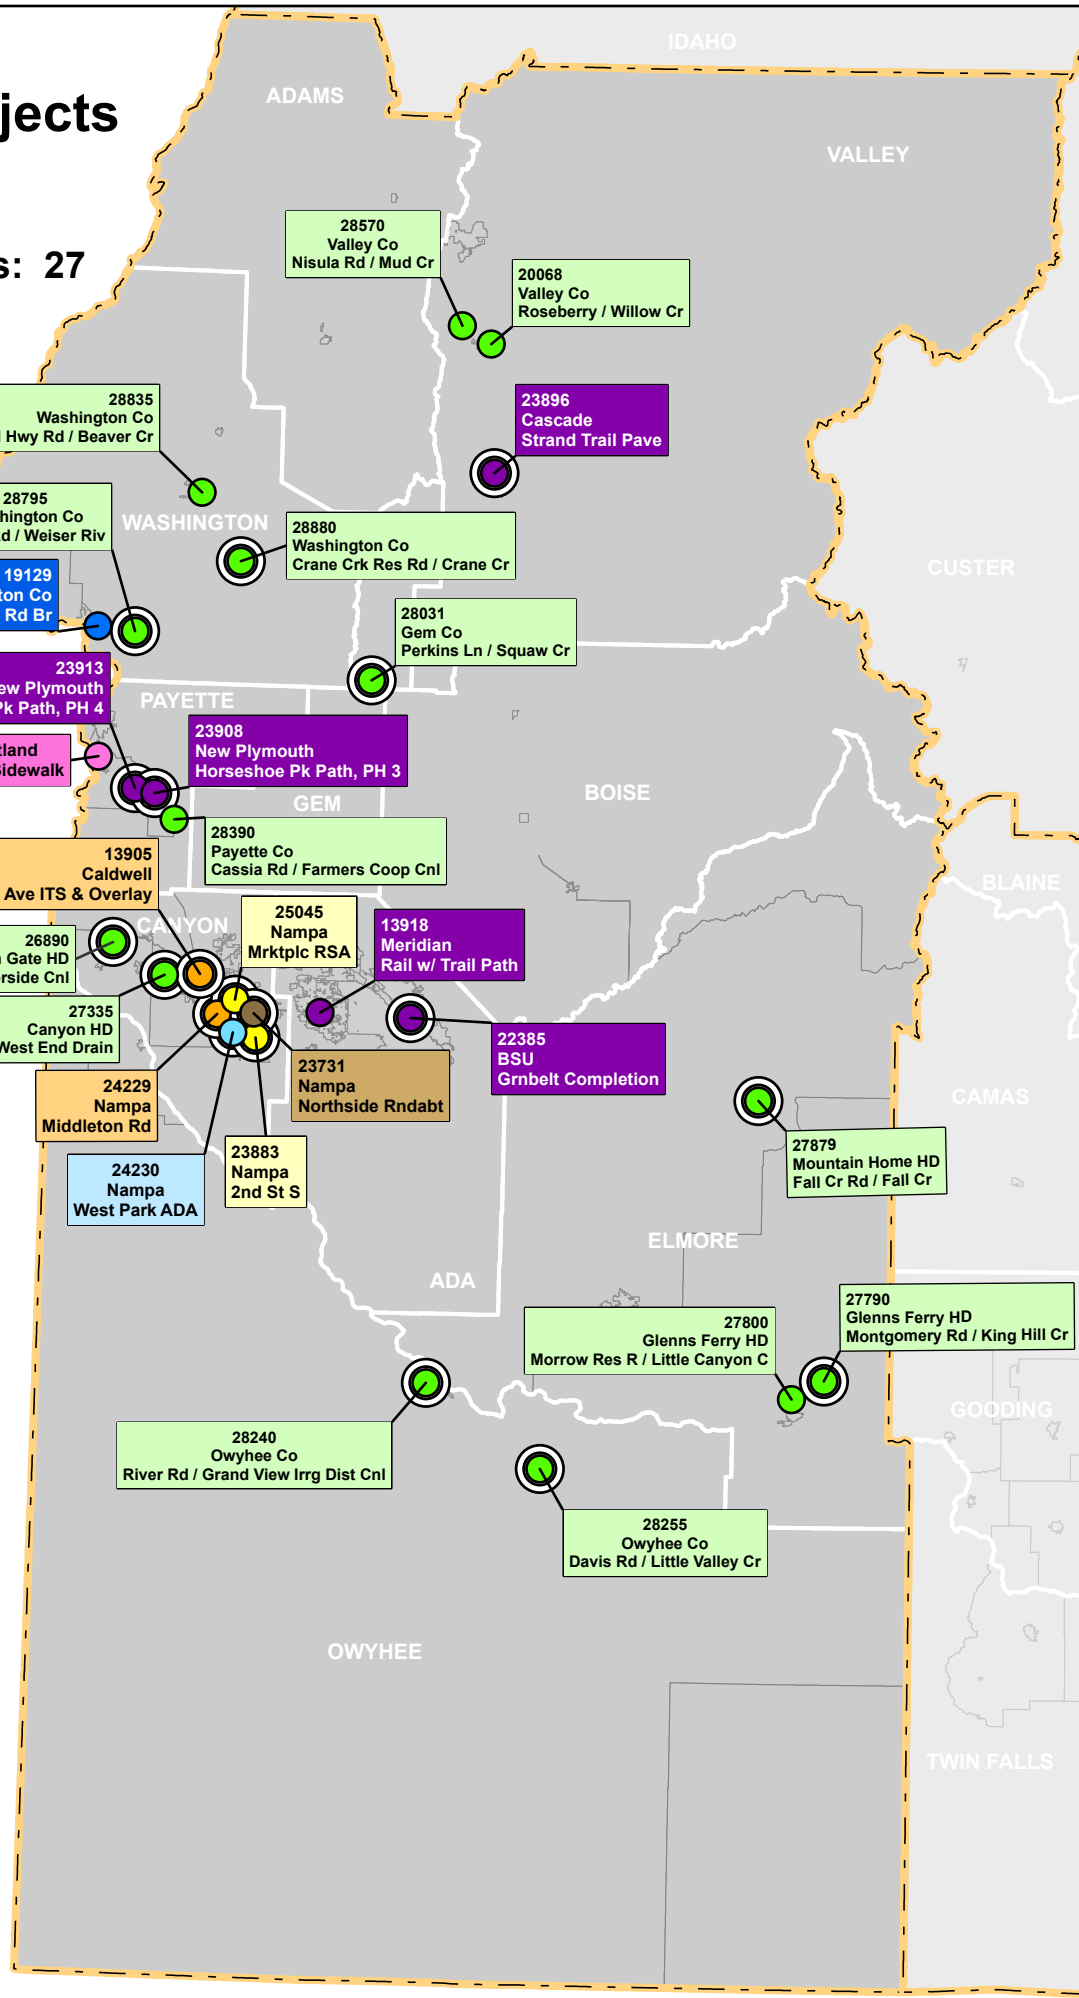 IDAHO
ADAMS
jects
VALLEY
28570
Valley Co
Nisula Rd / Mud Cr
s: 27
20068
Valley Co
Roseberry / Willow Cr
28835
Washington Co
Hwy Rd / Beaver Cr
23896
Cascade
Strand Trail Pave
28795
hington Co
d / Weiser Riv
WASHINGTON
28880
Washington Co
Crane Crk Res Rd / Crane Cr
CUSTER
19129
ton Co
Rd Br
28031
Gem Co
Perkins Ln / Squaw Cr
23913
ew Plymouth
Pk Path, PH 4
PAYETTE
23908
New Plymouth
Horseshoe Pk Path, PH 3
tland
Sidewalk
BOISE
GEM
28390
Payette Co
Cassia Rd / Farmers Coop Cnl
13905
Caldwell
Ave ITS & Overlay
BLAINE
CANYON
25045
Nampa
Mrktplc RSA
13918
Meridian
Rail w/ Trail Path
26890
Gate HD
rside Cnl
27335
Canyon HD
West End Drain
22385
BSU
Grnbelt Completion
23731
Nampa
Northside Rndabt
24229
Nampa
Middleton Rd
CAMAS
27879
Mountain Home HD
Fall Cr Rd / Fall Cr
23883
Nampa
2nd St S
24230
Nampa
West Park ADA
ELMORE
ADA
27790
Glenns Ferry HD
Montgomery Rd / King Hill Cr
27800
Glenns Ferry HD
Morrow Res R / Little Canyon C
GOODING
28240
Owyhee Co
River Rd / Grand View Irrg Dist Cnl
28255
Owyhee Co
Davis Rd / Little Valley Cr
OWYHEE
TWIN FALLS